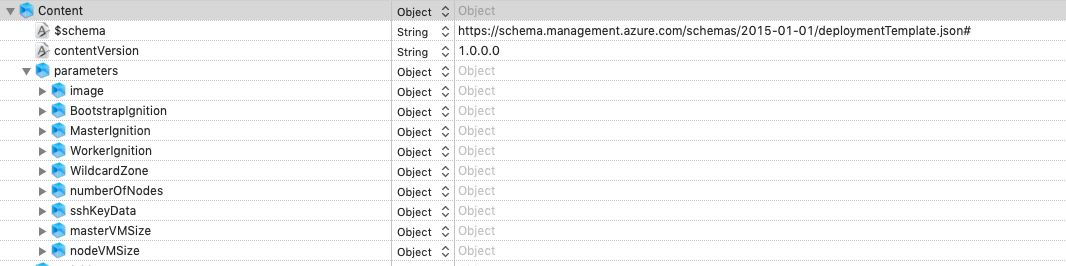 Content Object Object
$schema String https://schema.management.azure.com/schemas/2015-01-01/deploymentTemplate.json#
contentVersion String 1.0.0.0
parameters Object Object
image Object Object
BootstrapIgnition Object Object
MasterIgnition Object Object
WorkerIgnition Object Object
WildcardZone Object Object
numberOfNodes Object Object
sshKeyData Object Object
masterVMSize Object Object
nodeVMSize Object Object